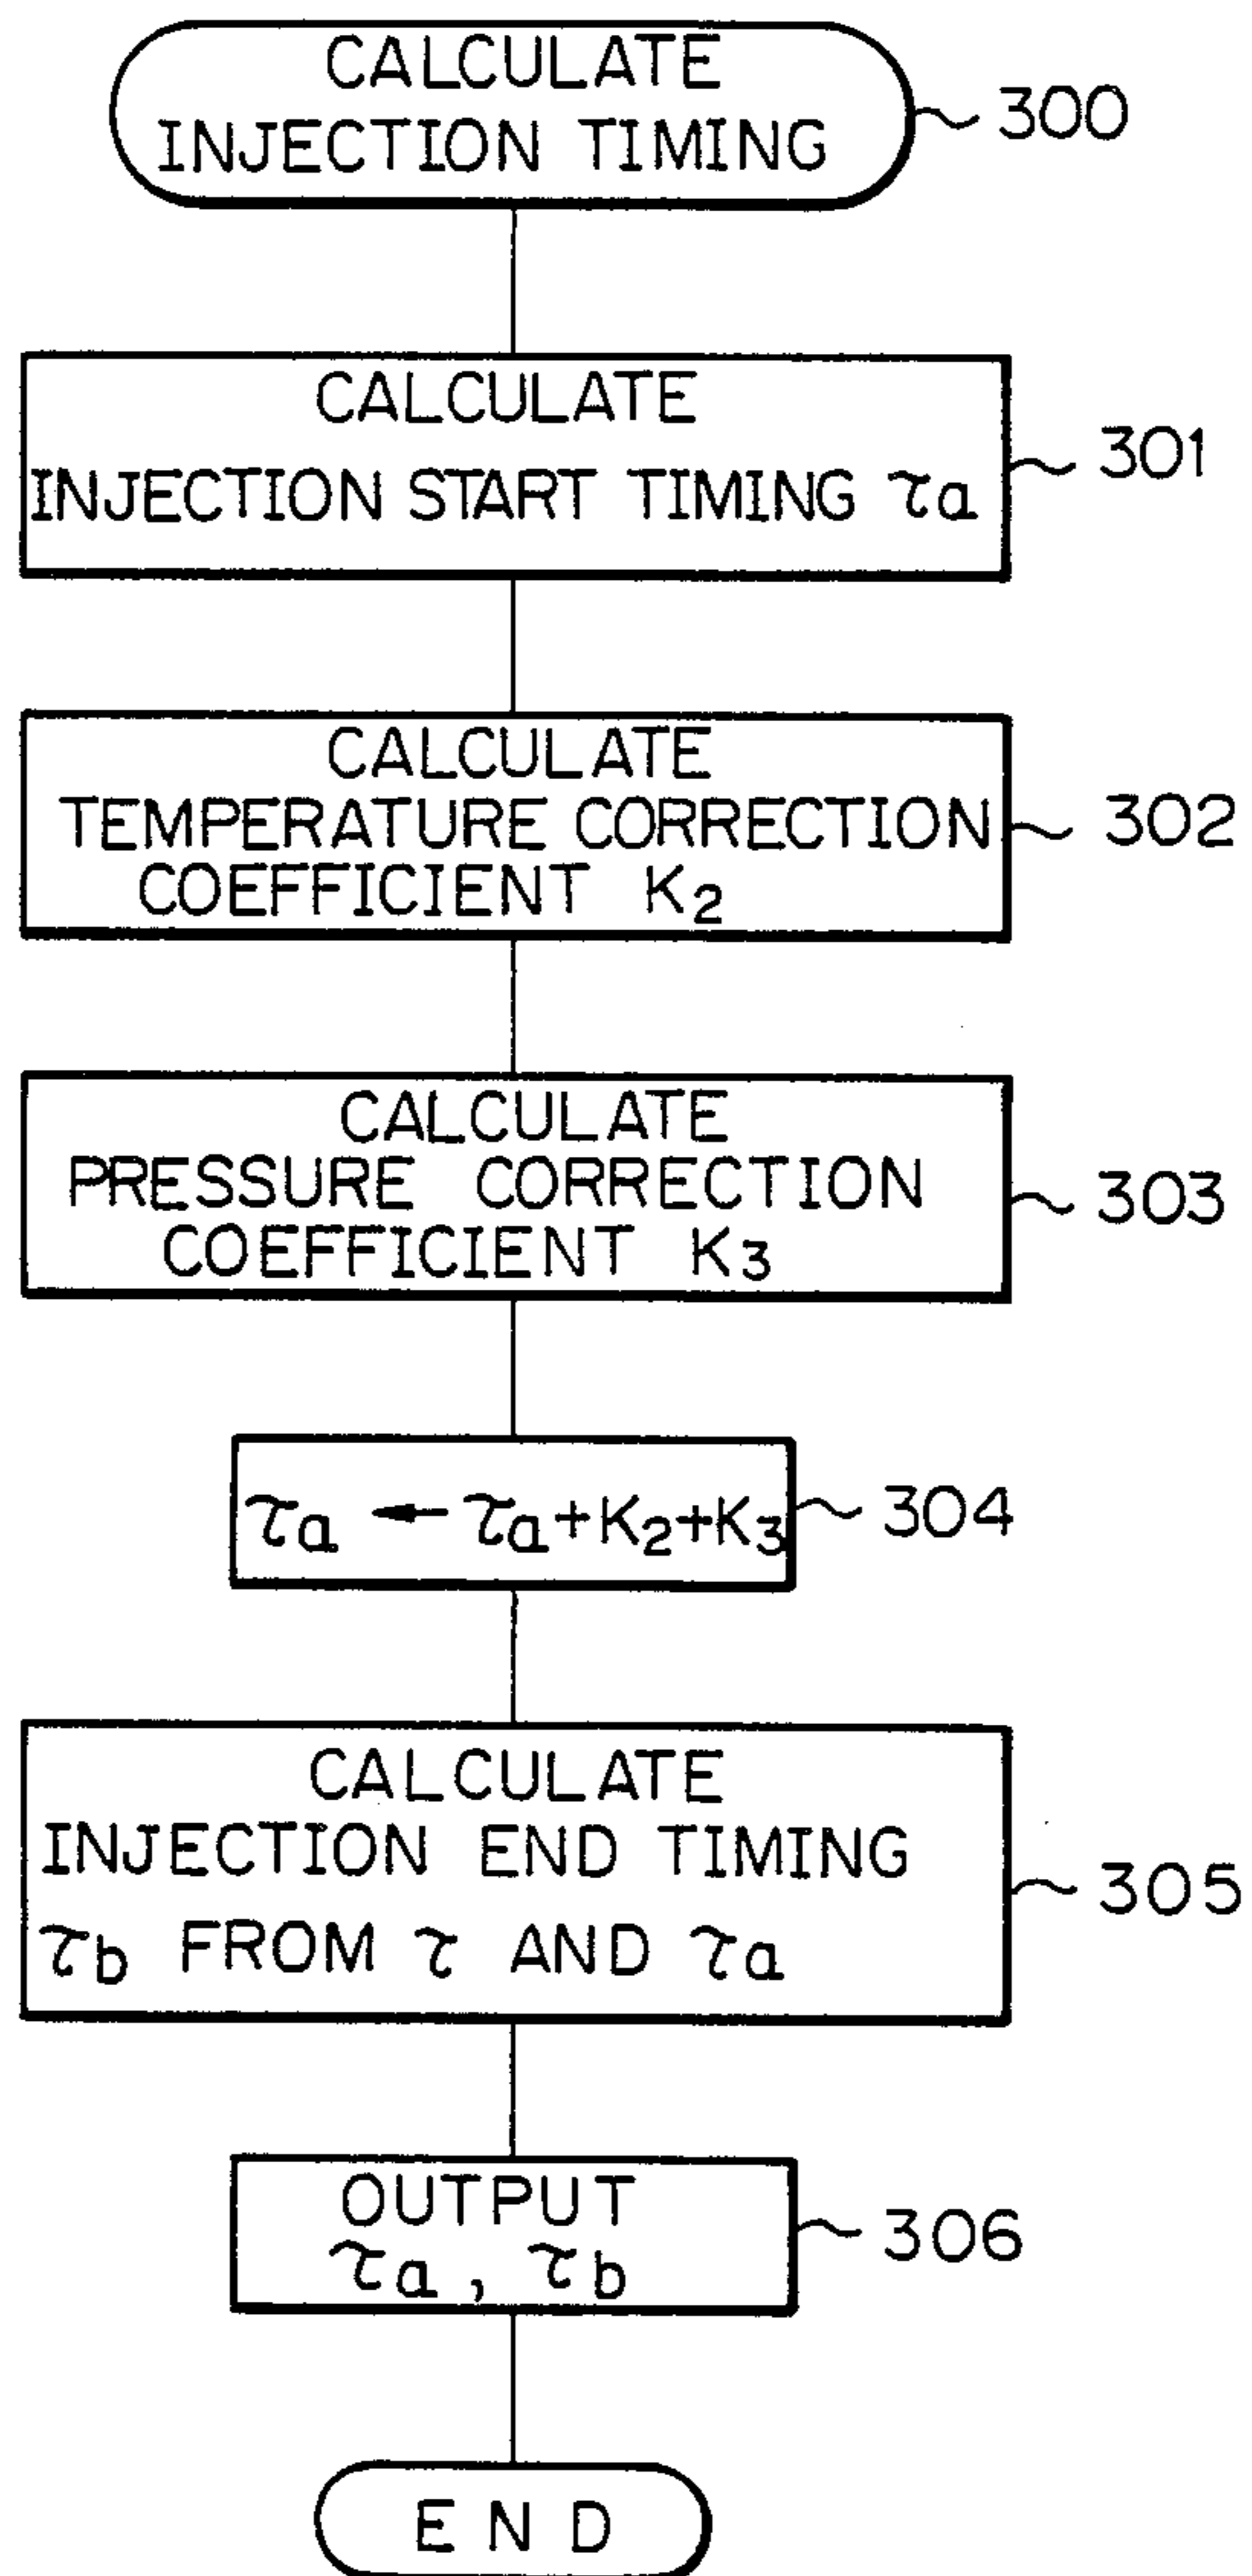 CALCULATE
INJECTION TIMING
300
CALCULATE
INJECTION START TIMING τa
301
CALCULATE
TEMPERATURE CORRECTION
COEFFICIENT K2
302
CALCULATE
PRESSURE CORRECTION
COEFFICIENT K3
303
τa ← τa+K2+K3
304
CALCULATE
INJECTION END TIMING
τb FROM τ AND τa
305
OUTPUT
τa, τb
306
END